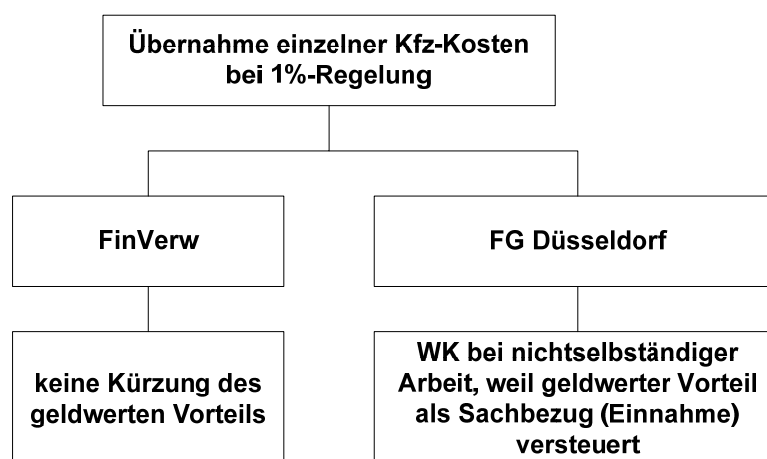 Übernahme einzelner Kfz-Kosten
bei 1%-Regelung
FinVerw
FG Düsseldorf
keine Kürzung des
geldwerten Vorteils
WK bei nichtselbständiger
Arbeit, weil geldwerter Vorteil
als Sachbezug (Einnahme)
versteuert